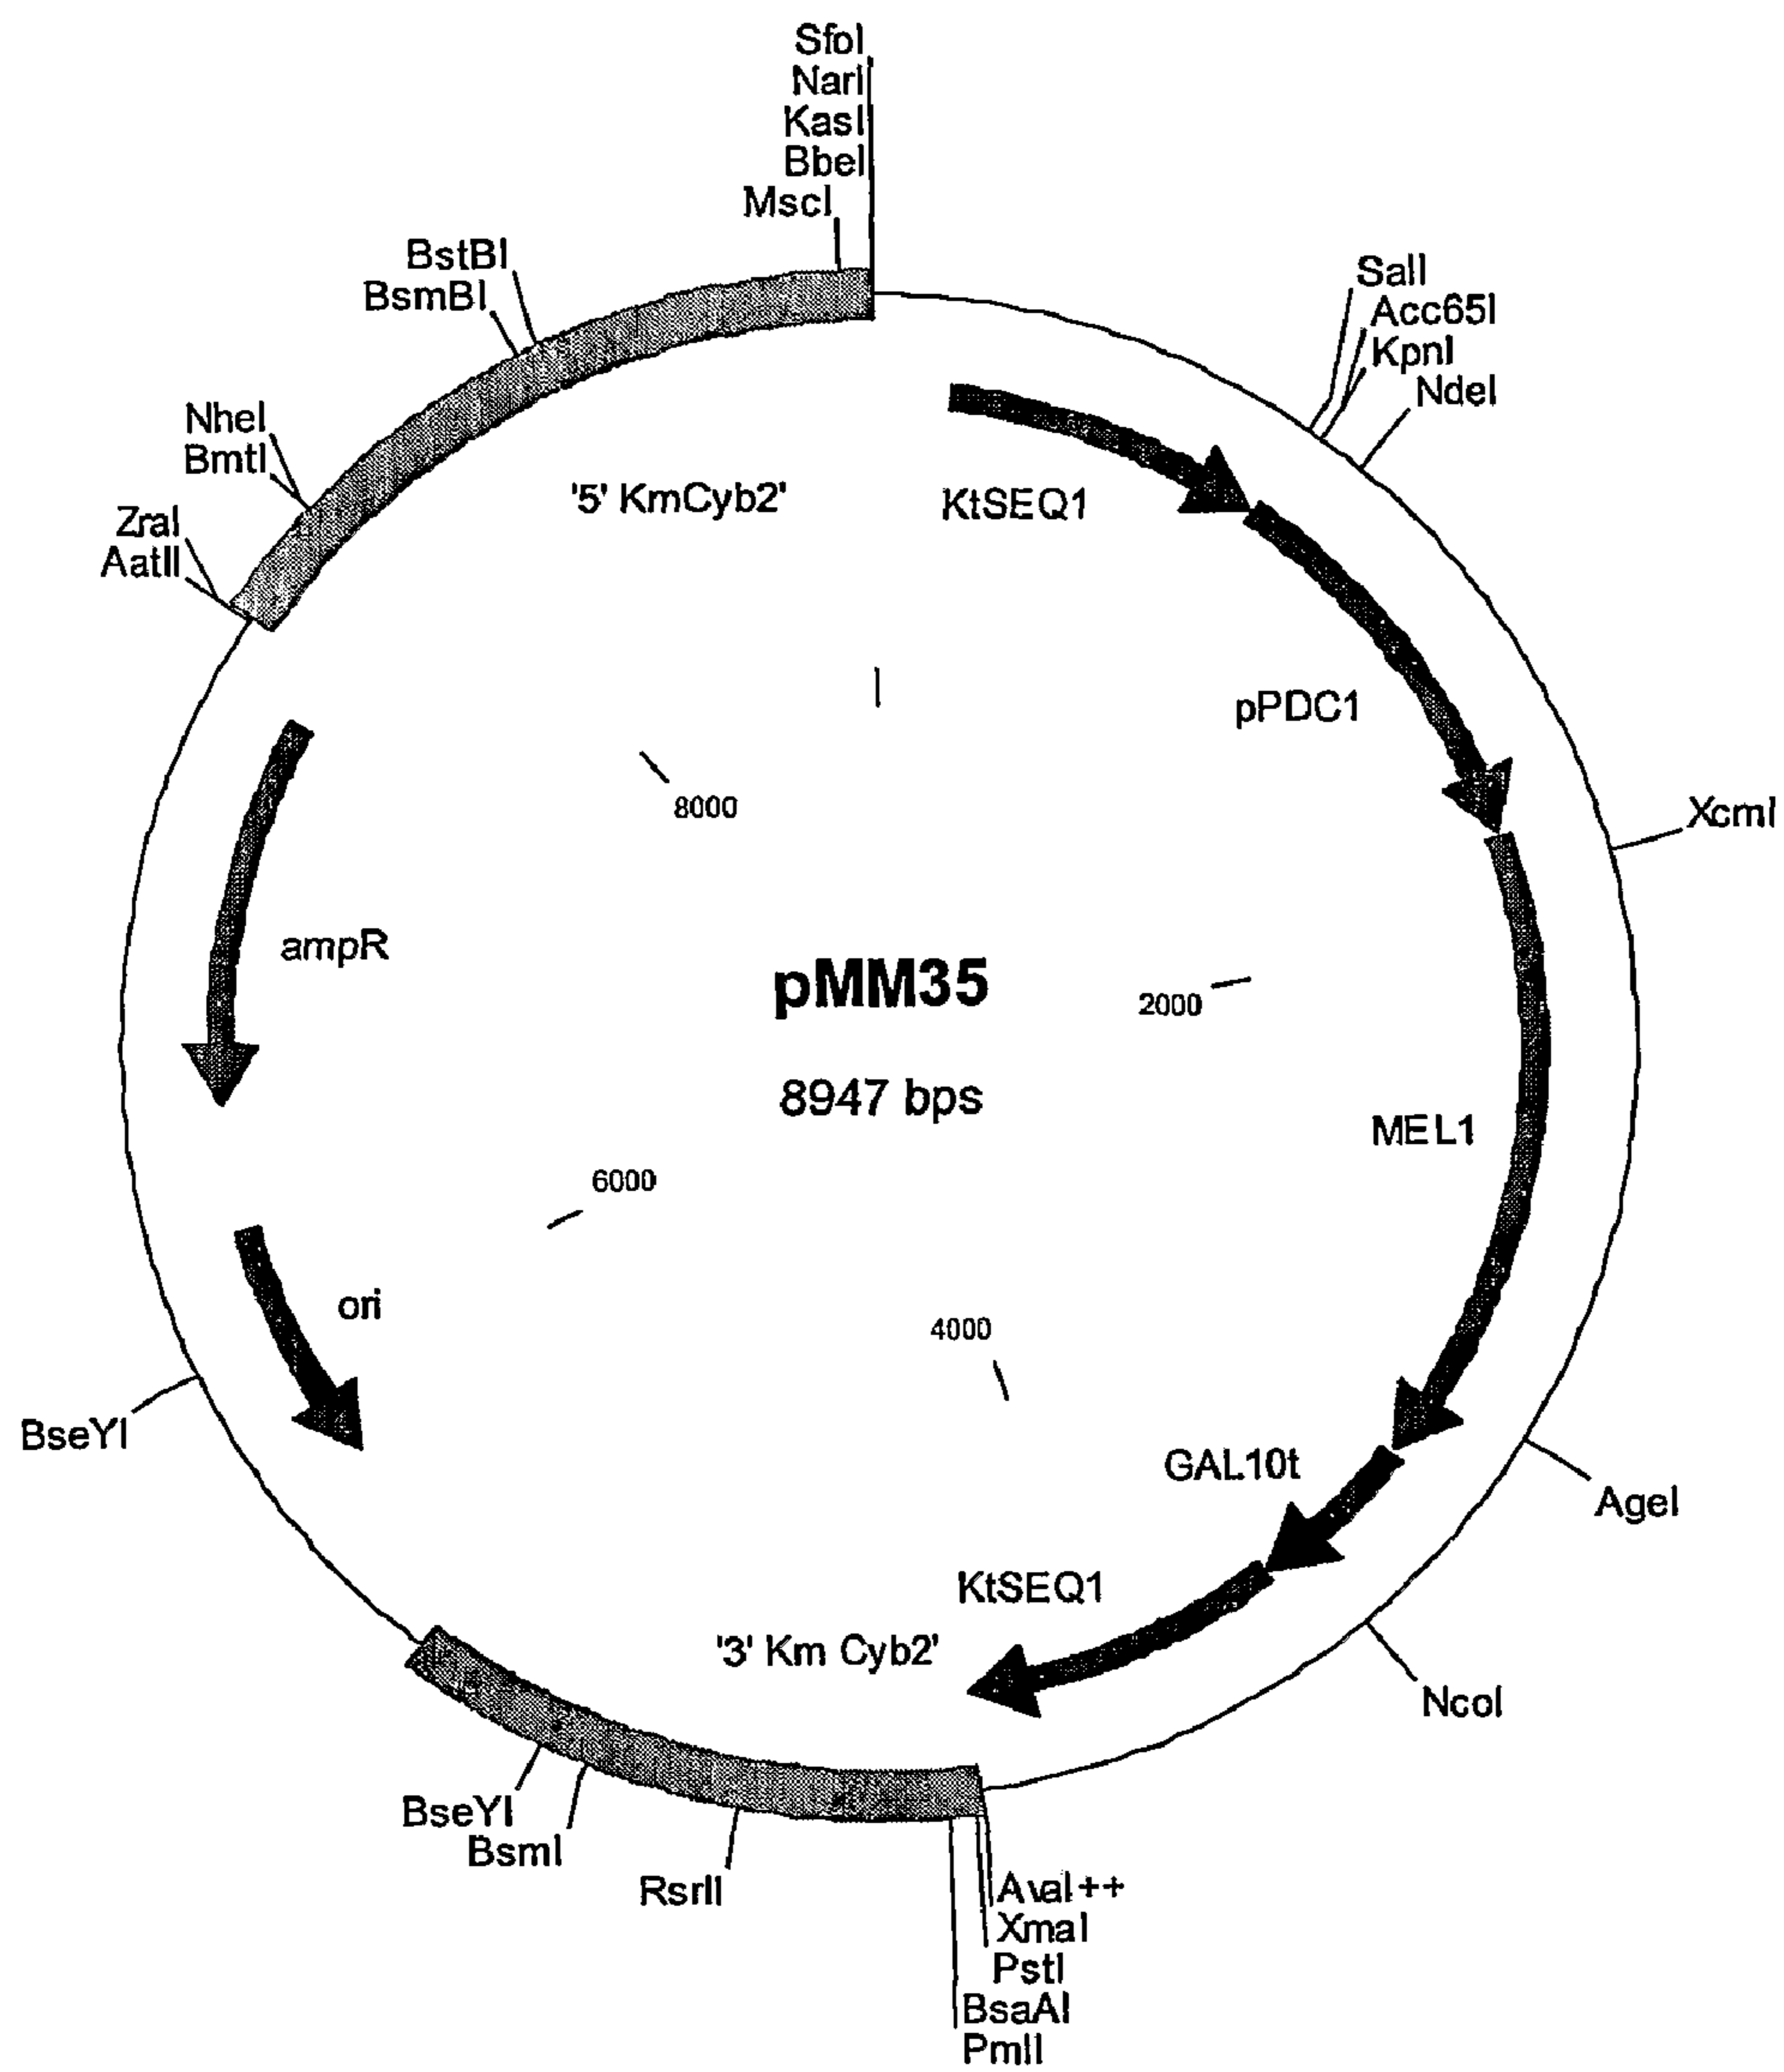 SfoI
NarI
KasI
BbeI
MscI
BstBI
BsmBI
NheI
BmtI
ZraI
AatII
SalI
Acc65I
KpnI
NdeI
'5' KmCyb2'
KtSEQ1
pPDC1
8000
XcmI
ampR
pMM35
2000
8947 bps
MEL1
6000
ori
4000
BseYI
GAL10t
AgeI
KtSEQ1
'3' Km Cyb2'
NcoI
BseYI
BsmI
RsrII
AvaI++
XmaI
PstI
BsaAI
PmlI